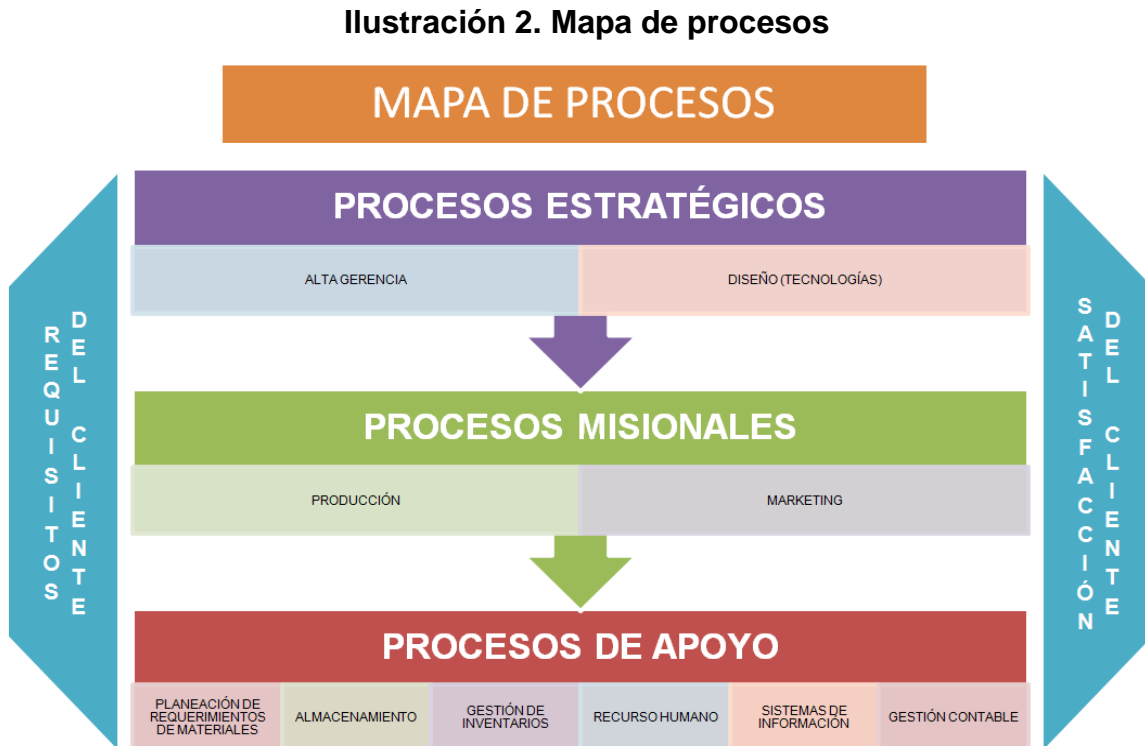 Ilustración 2. Mapa de procesos
MAPA DE PROCESOS
REQUISITOS
DEL CLIENTE
PROCESOS ESTRATÉGICOS
ALTA GERENCIA
DISEÑO (TECNOLOGÍAS)
PROCESOS MISIONALES
PRODUCCIÓN
MARKETING
PROCESOS DE APOYO
PLANEACIÓN DE
REQUERIMIENTOS
DE MATERIALES
ALMACENAMIENTO
GESTIÓN DE
INVENTARIOS
RECURSO HUMANO
SISTEMAS DE
INFORMACIÓN
GESTIÓN CONTABLE
SATISFACCIÓN
DEL CLIENTE